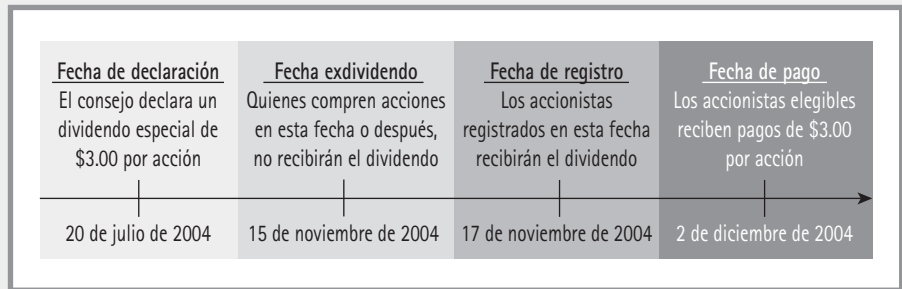 Fecha de declaración
El consejo declara un
dividendo especial de
$3.00 por acción
20 de julio de 2004
Fecha exdividendo
Quienes compren acciones
en esta fecha o después,
no recibirán el dividendo
15 de noviembre de 2004
Fecha de registro
Los accionistas
registrados en esta fecha
recibirán el dividendo
17 de noviembre de 2004
Fecha de pago
Los accionistas elegibles
reciben pagos de $3.00
por acción
2 de diciembre de 2004